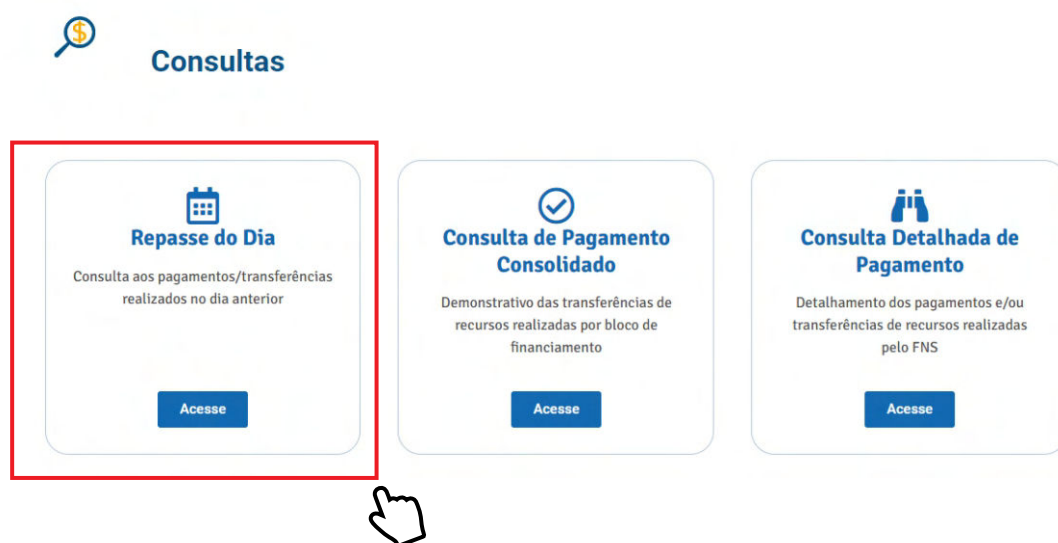 Consultas
Repasse do Dia
Consulta aos pagamentos/transferências
realizados no dia anterior
Acesse
Consulta de Pagamento
Consolidado
Demonstrativo das transferências de
recursos realizadas por bloco de
financiamento
Acesse
Consulta Detalhada de
Pagamento
Detalhamento dos pagamentos e/ou
transferências de recursos realizadas
pelo FNS
Acesse